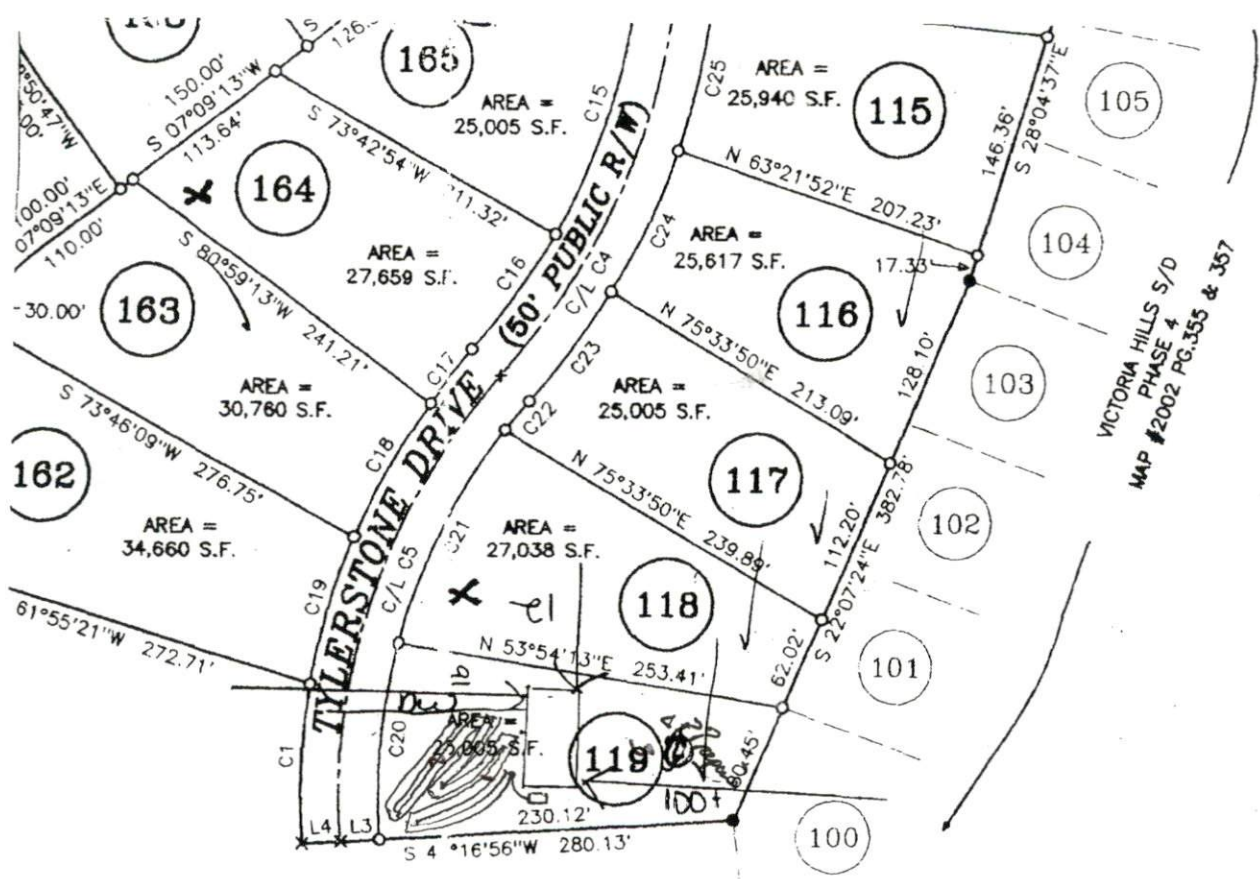 165
AREA =
25,005 S.F.
C15
C25
AREA =
25,940 S.F.
115
146.36'
S 28°04'37"E
105
150.00'
S 07°09'13"W
113.64'
S 73°42'54"W
164
AREA =
27,659 S.F.
N 63°21'52"E 207.23'
104
100.00'
07°09'13"E
110.00'
S 80°59'13"W 241.21'
C16
C24
AREA =
25,617 S.F.
17.33'
116
163
30.00'
AREA =
30,760 S.F.
C17
C/L C4
TYLERSTONE DRIVE (50' PUBLIC R/W)
N 75°33'50"E 213.09'
128.10'
103
VICTORIA HILLS S/D
PHASE 4
MAP #2002 PG.355 & 357
S 73°46'09"W 276.75'
C18
C23
AREA =
25,005 S.F.
117
C22
162
AREA =
34,660 S.F.
N 75°33'50"E 239.89'
112.20'
S 22°07'24"E 382.78'
102
C19
C/L C5
AREA =
27,038 S.F.
118
61°55'21"W 272.71'
N 53°54'13"E 253.41'
62.02'
101
C1
C20
AREA =
25,005 S.F.
119
100+
230.12'
L4 L3
S 4 °16'56"W 280.13'
100